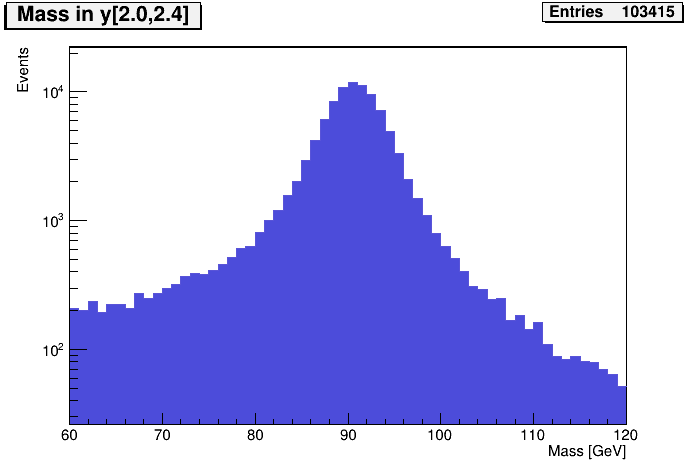 Mass in y[2.0,2.4]
Entries 103415
Events
10^4
10^3
10^2
60 70 80 90 100 110 120
Mass [GeV]